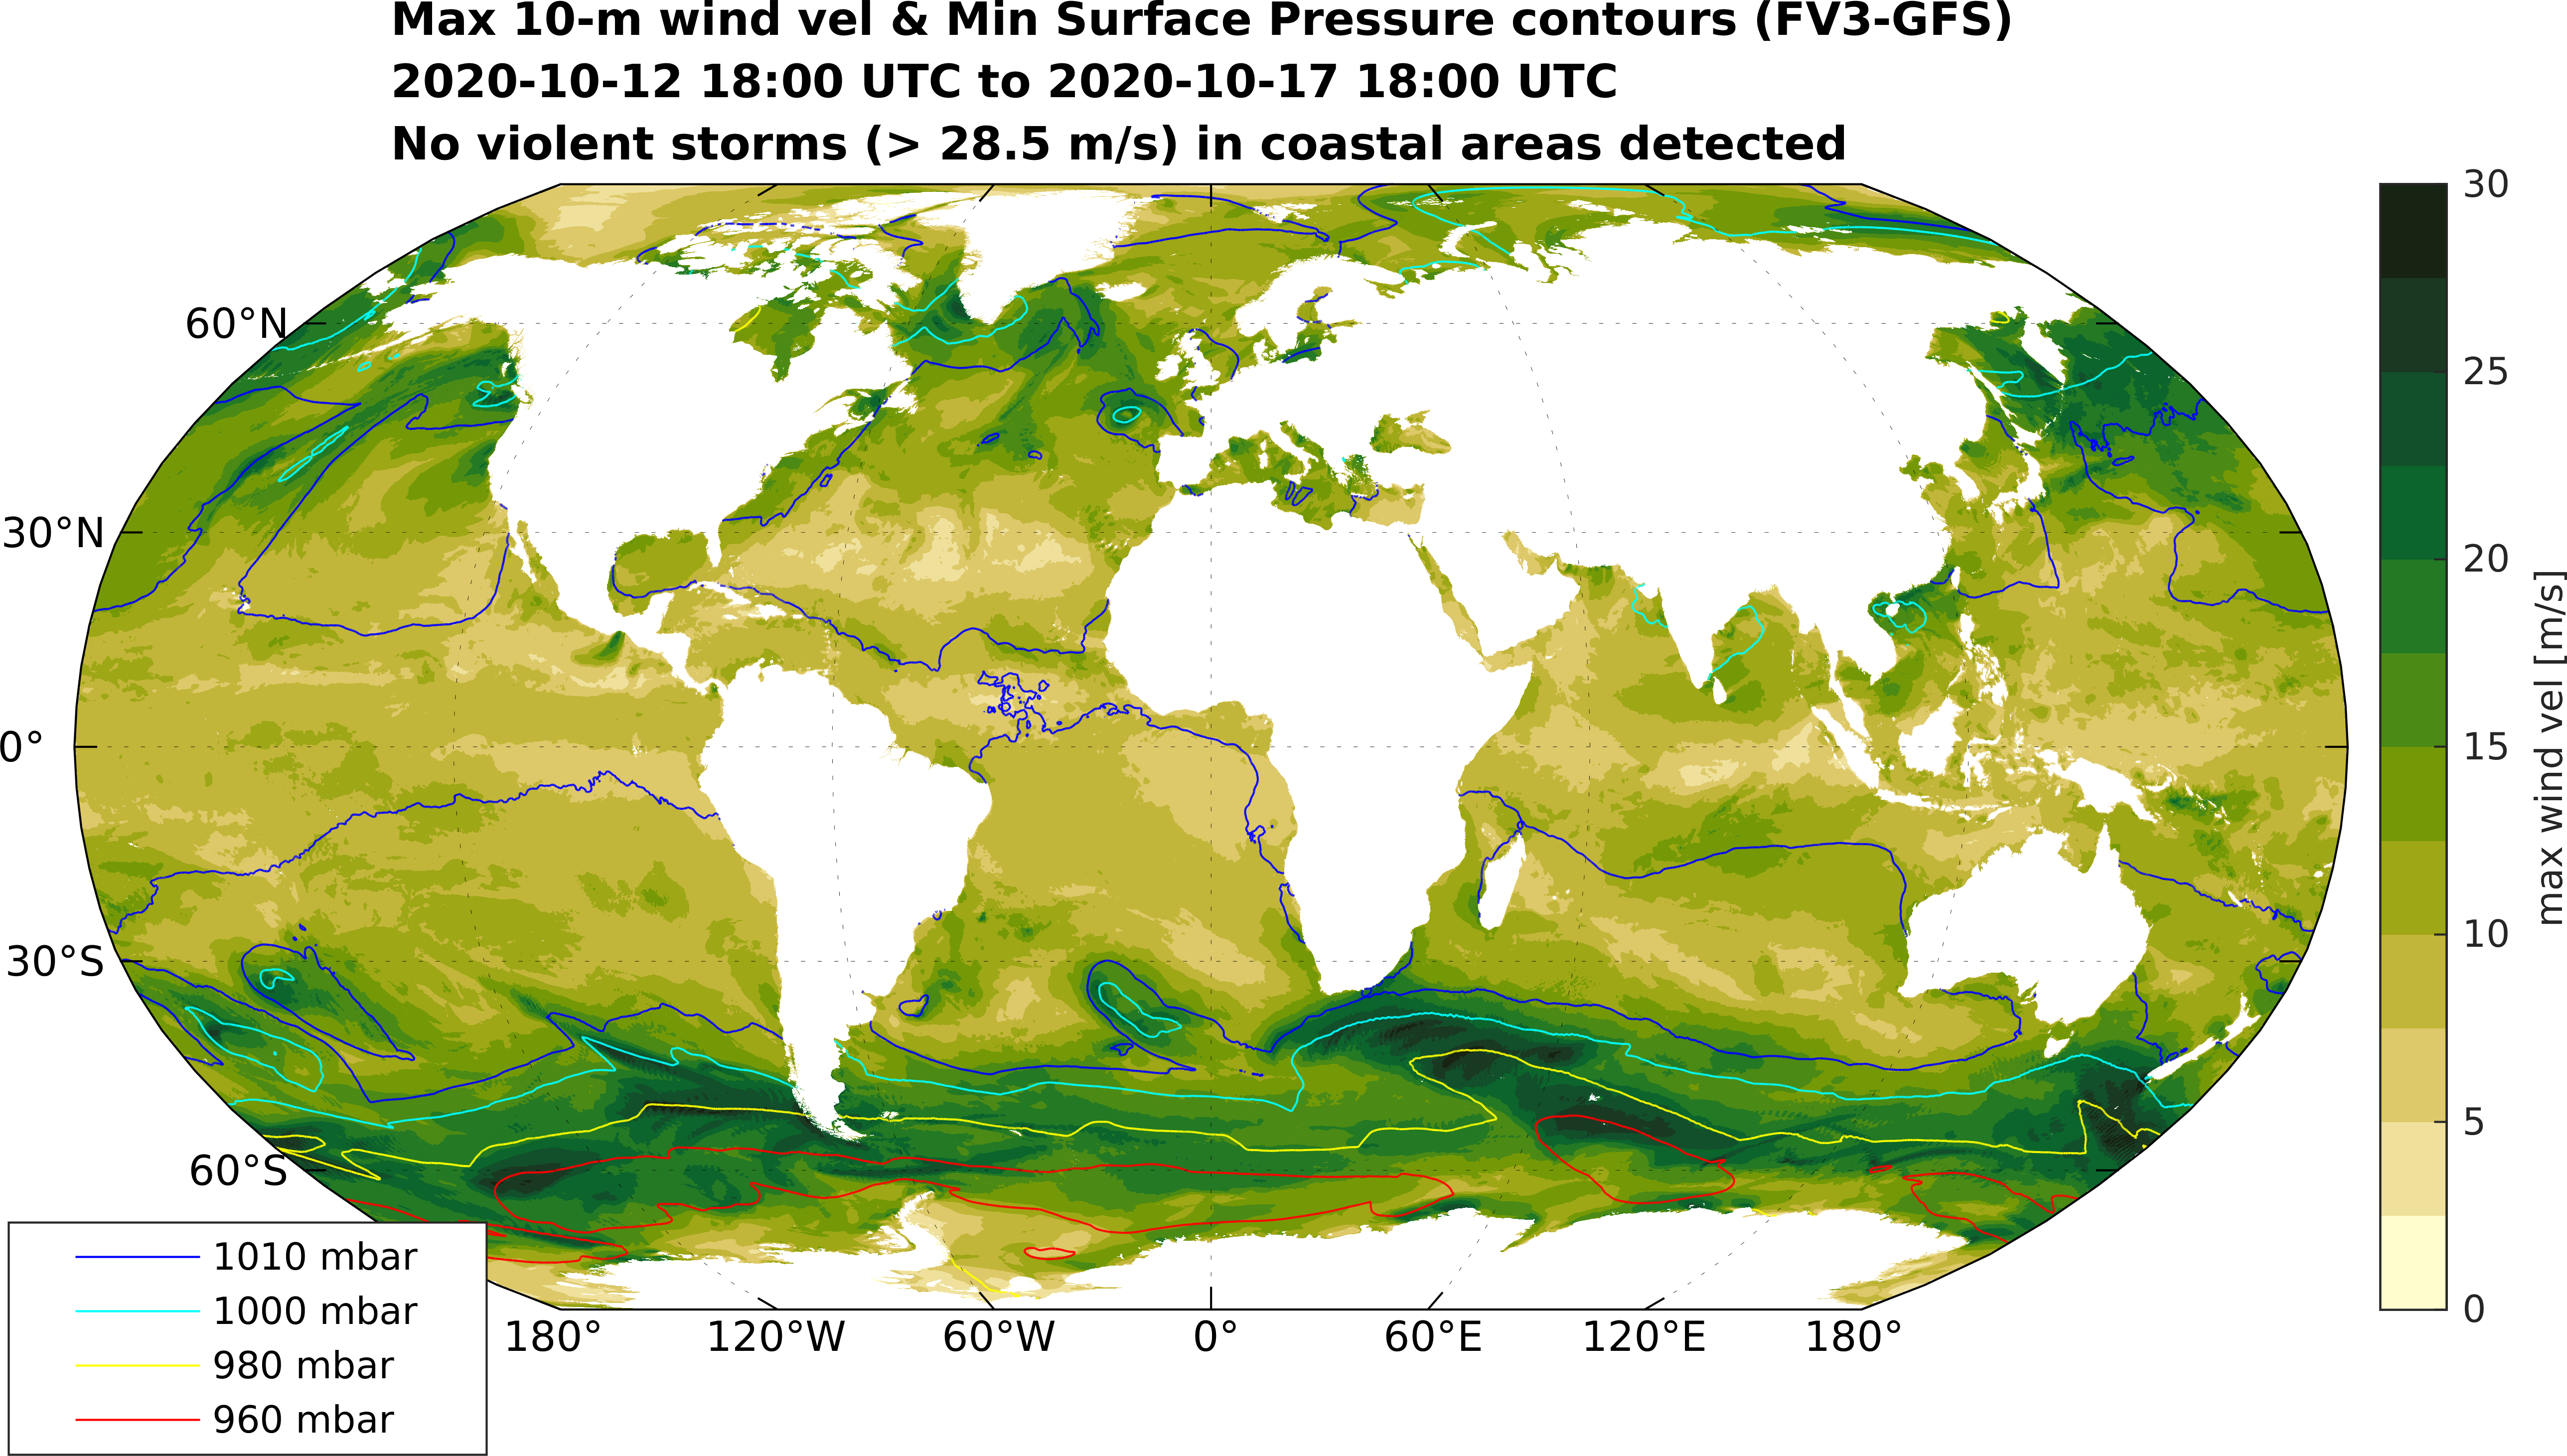 Max 10-m wind vel & Min Surface Pressure contours (FV3-GFS)
2020-10-12 18:00 UTC to 2020-10-17 18:00 UTC
No violent storms (> 28.5 m/s) in coastal areas detected
60°N
30°N
0°
30°S
60°S
180°
120°W
60°W
0°
60°E
120°E
180°
1010 mbar
1000 mbar
980 mbar
960 mbar
30
25
20
15
10
5
0
max wind vel [m/s]